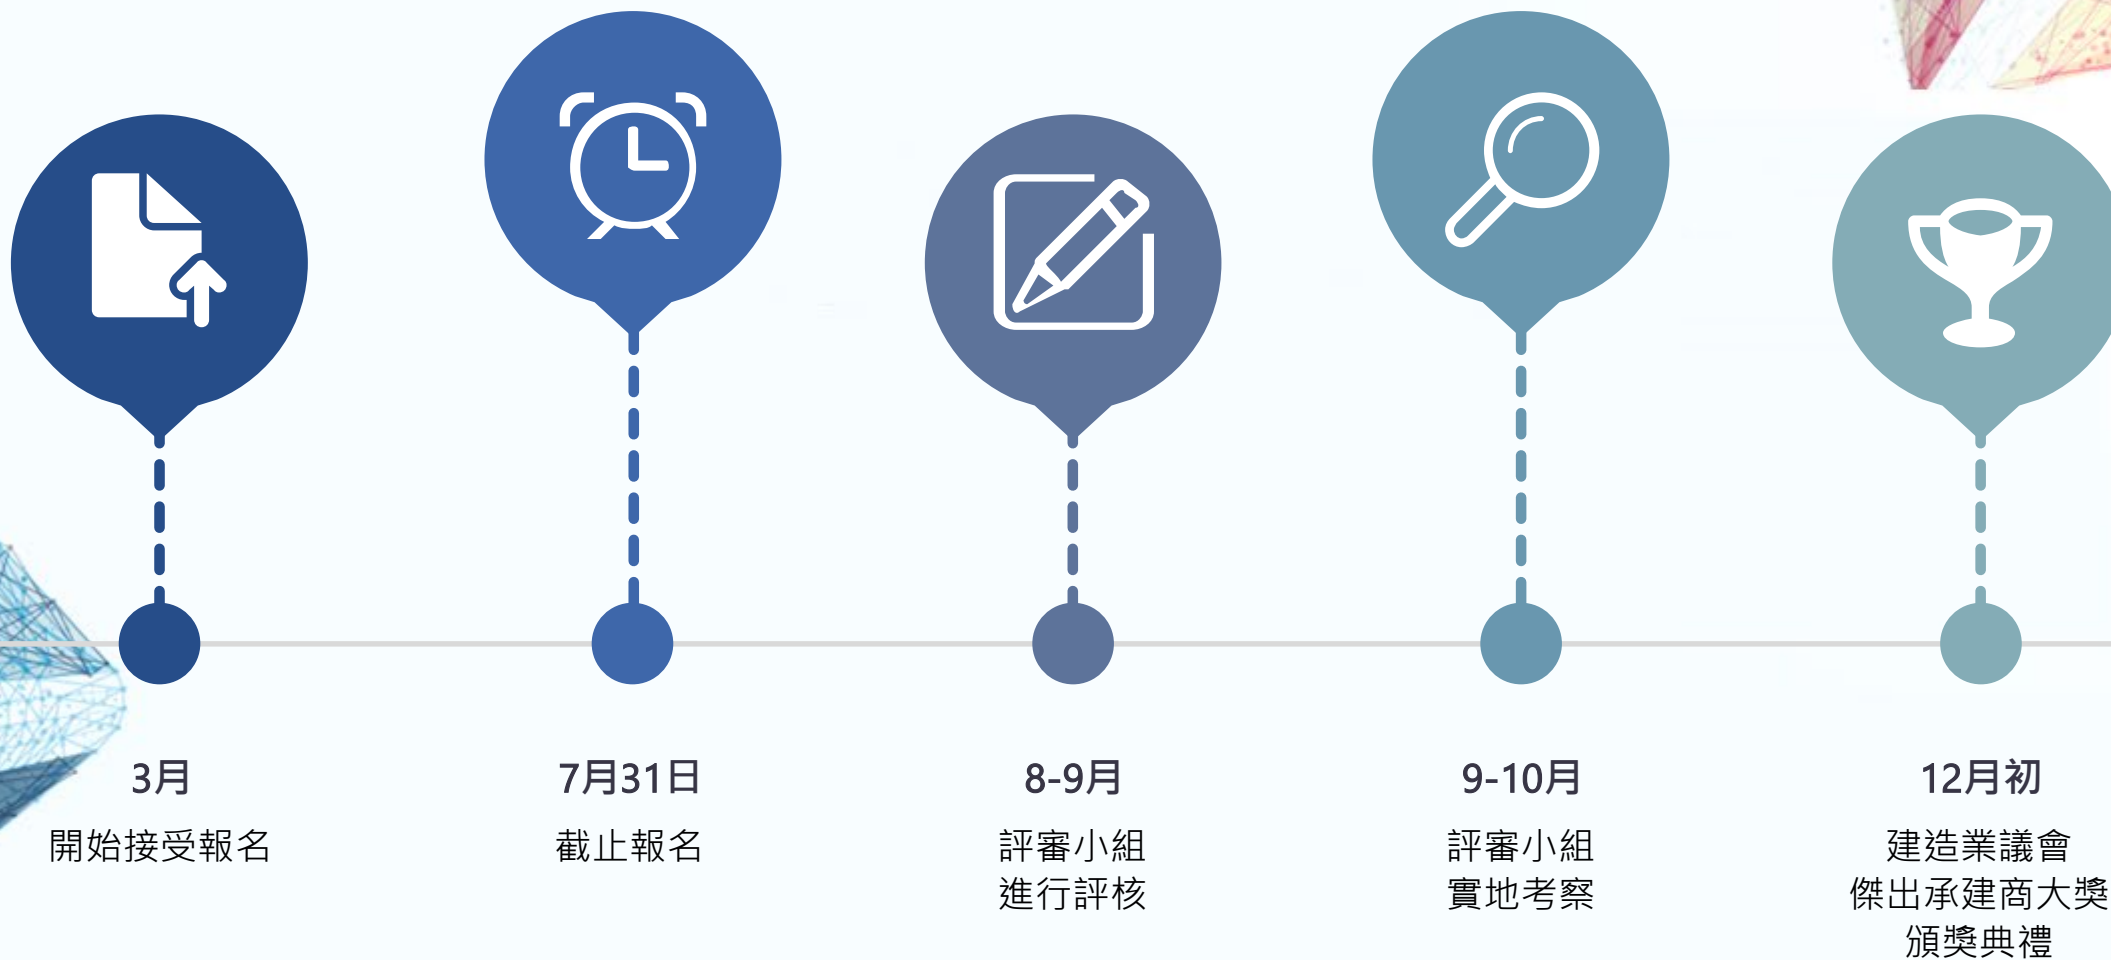 3月
開始接受報名
7月31日
截止報名
8-9月
評審小組
進行評核
9-10月
評審小組
實地考察
12月初
建造業議會
傑出承建商大獎
頒獎典禮